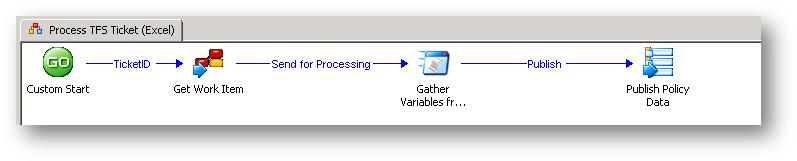 Process TFS Ticket (Excel)
GO
TicketID
Send for Processing
Publish
Custom Start
Get Work Item
Gather
Variables fr...
Publish Policy
Data